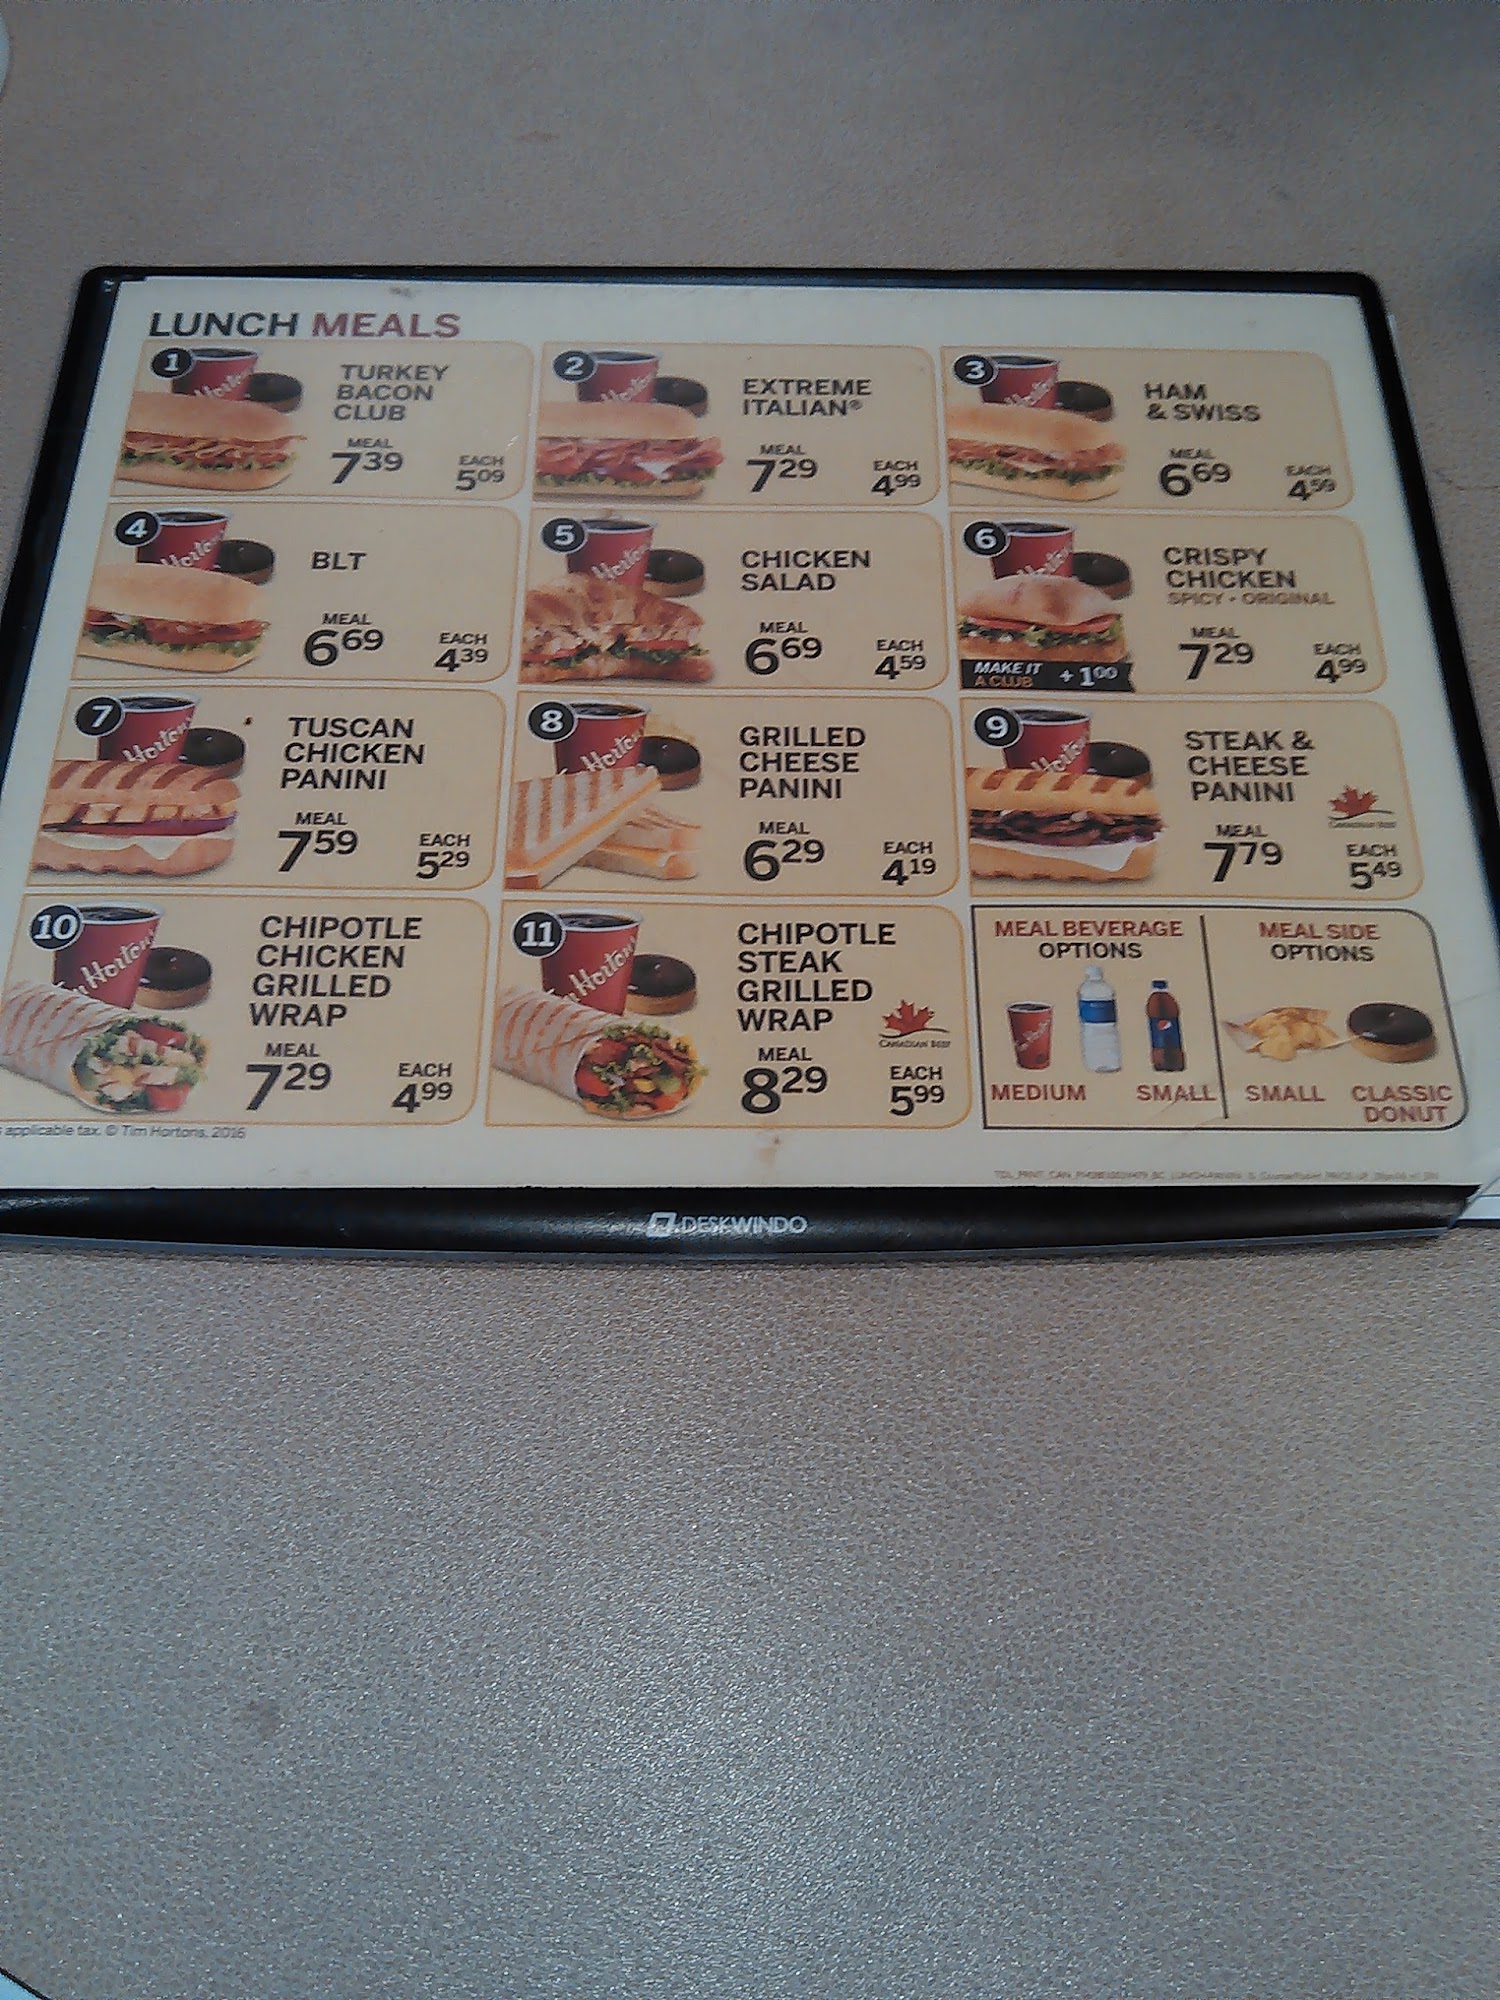 LUNCH MEALS
1
TURKEY
BACON
CLUB
MEAL
7 39
EACH
5 09
2
EXTREME
ITALIAN®
MEAL
7 29
EACH
4 99
3
HAM
& SWISS
MEAL
6 69
EACH
4 59
4
BLT
MEAL
6 69
EACH
4 39
5
CHICKEN
SALAD
MEAL
6 69
EACH
4 59
6
CRISPY
CHICKEN
SPICY • ORIGINAL
MEAL
7 29
EACH
4 99
MAKE IT
A CLUB + 1 00
7
TUSCAN
CHICKEN
PANINI
MEAL
7 59
EACH
5 29
8
GRILLED
CHEESE
PANINI
MEAL
6 29
EACH
4 19
9
STEAK &
CHEESE
PANINI
CANADIAN BEEF
MEAL
7 79
EACH
5 49
10
CHIPOTLE
CHICKEN
GRILLED
WRAP
MEAL
7 29
EACH
4 99
11
CHIPOTLE
STEAK
GRILLED
WRAP
CANADIAN BEEF
MEAL
8 29
EACH
5 99
MEAL BEVERAGE
OPTIONS
MEDIUM SMALL
MEAL SIDE
OPTIONS
SMALL CLASSIC
DONUT
applicable tax. © Tim Hortons, 2016
DESKWINDO